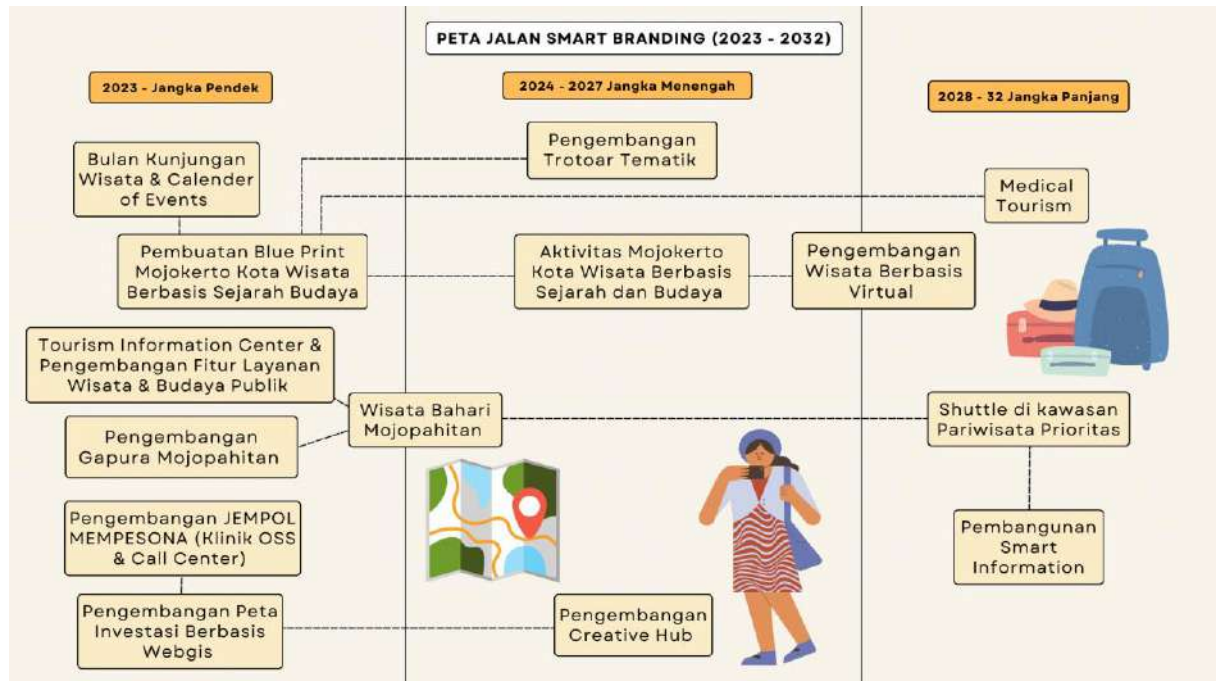 PETA JALAN SMART BRANDING (2023 - 2032)
2023 - Jangka Pendek
2024 - 2027 Jangka Menengah
2028 - 32 Jangka Panjang
Bulan Kunjungan
Wisata & Calender
of Events
Pengembangan
Trotoar Tematik
Medical
Tourism
Pembuatan Blue Print
Mojokerto Kota Wisata
Berbasis Sejarah Budaya
Aktivitas Mojokerto
Kota Wisata Berbasis
Sejarah dan Budaya
Pengembangan
Wisata Berbasis
Virtual
Tourism Information Center &
Pengembangan Fitur Layanan
Wisata & Budaya Publik
Wisata Bahari
Mojopahitan
Shuttle di kawasan
Pariwisata Prioritas
Pengembangan
Gapura Mojopahitan
Pengembangan JEMPOL
MEMPESONA (Klinik OSS
& Call Center)
Pembangunan
Smart
Information
Pengembangan Peta
Investasi Berbasis
Webgis
Pengembangan
Creative Hub